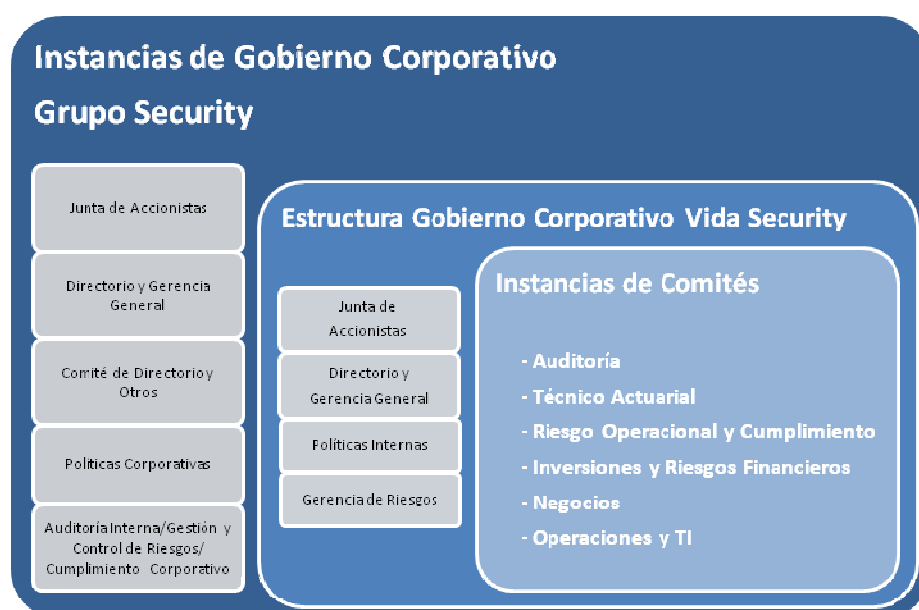 Instancias de Gobierno Corporativo
Grupo Security
Junta de Accionistas
Directorio y Gerencia
General
Comité de Directorio y
Otros
Políticas Corporativas
Auditoría Interna/Gestión y
Control de Riesgos/
Cumplimiento Corporativo
Estructura Gobierno Corporativo Vida Security
Junta de
Accionistas
Directorio y
Gerencia General
Políticas Internas
Gerencia de Riesgos
Instancias de Comités
- Auditoría
- Técnico Actuarial
- Riesgo Operacional y Cumplimiento
- Inversiones y Riesgos Financieros
- Negocios
- Operaciones y TI